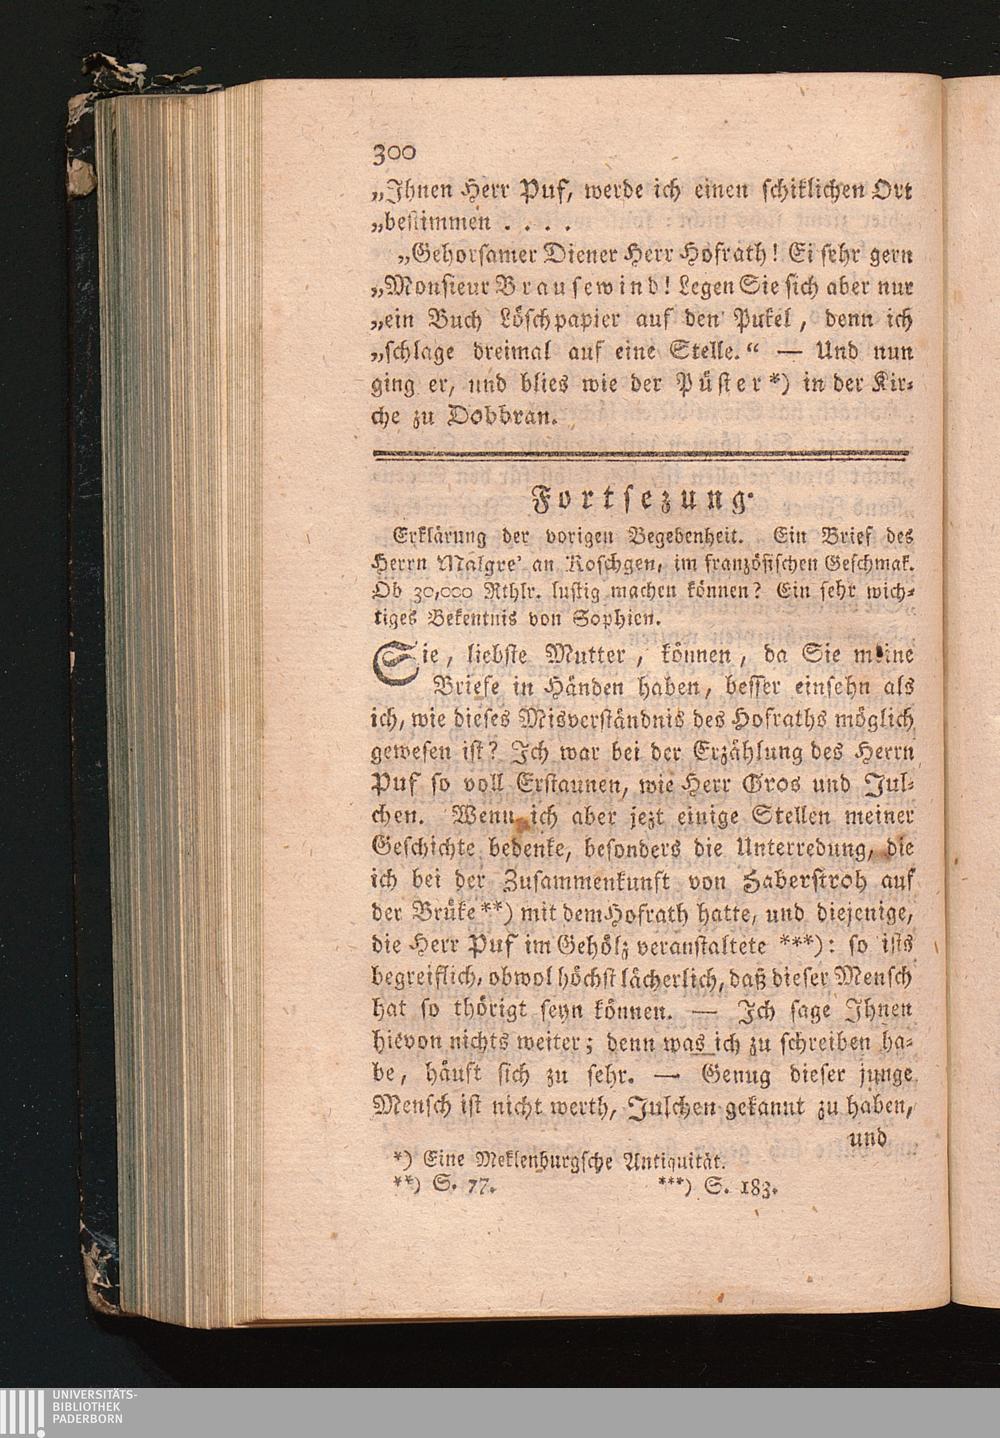 300
„Ihnen Herr Puf, werde ich einen schiklichen Ort
„bestimmen . . . .
„Gehorsamer Diener Herr Hofrath! Ei sehr gern
„Monsieur Brausewind! Legen Sie sich aber nur
„ein Buch Löschpapier auf den Pukel, denn ich
„schlage dreimal auf eine Stelle.“ — Und nun
ging er, und blies wie der Püster*) in der Kir-
che zu Dobbran.
Fortsezung.
Erklärung der vorigen Begebenheit. Ein Brief des
Herrn Malgre' an Koschgen, im französischen Geschmak.
Ob 30,000 Rthlr. lustig machen können? Ein sehr wich-
tiges Bekentnis von Sophien.
Sie, liebste Mutter, können, da Sie meine
Briefe in Händen haben, besser einsehn als
ich, wie dieses Misverständnis des Hofraths möglich
gewesen ist? Ich war bei der Erzählung des Herrn
Puf so voll Erstaunen, wie Herr Gros und Jul-
chen. Wenn ich aber jezt einige Stellen meiner
Geschichte bedenke, besonders die Unterredung, die
ich bei der Zusammenkunft von Haberstroh auf
der Brüke**) mit dem Hofrath hatte, und diejenige,
die Herr Puf im Gehölz veranstaltete ***): so ists
begreiflich, obwol höchst lächerlich, daß dieser Mensch
hat so thörigt seyn können. — Ich sage Ihnen
hievon nichts weiter; denn was ich zu schreiben ha-
be, häuft sich zu sehr. — Genug dieser junge
Mensch ist nicht werth, Julchen gekannt zu haben,
und
*) Eine Meklenburgsche Antiquität.
**) S. 77. ***) S. 183.
UNIVERSITÄTS-
BIBLIOTHEK
PADERBORN